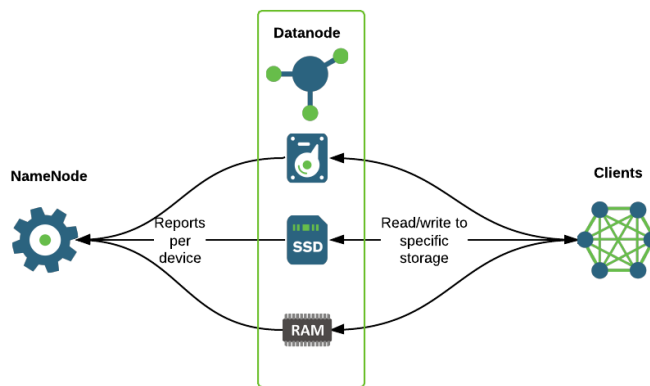 Datanode
NameNode
Clients
Reports
per
device
SSD
Read/write to
specific
storage
RAM